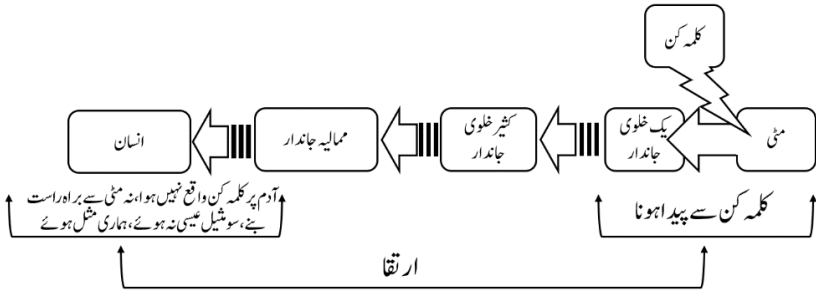 کلمہ کن
مٹی
یک خلوی
جاندار
کثیر خلوی
جاندار
ممالیہ جاندار
انسان
کلمہ کن سے پیدا ہونا
آدم پر کلمہ کن واقع نہیں ہوا، نہ مٹی سے براہ راست
بنے، سو مثیل عیسی نہ ہوئے، ہماری مثل ہوئے
ارتقا